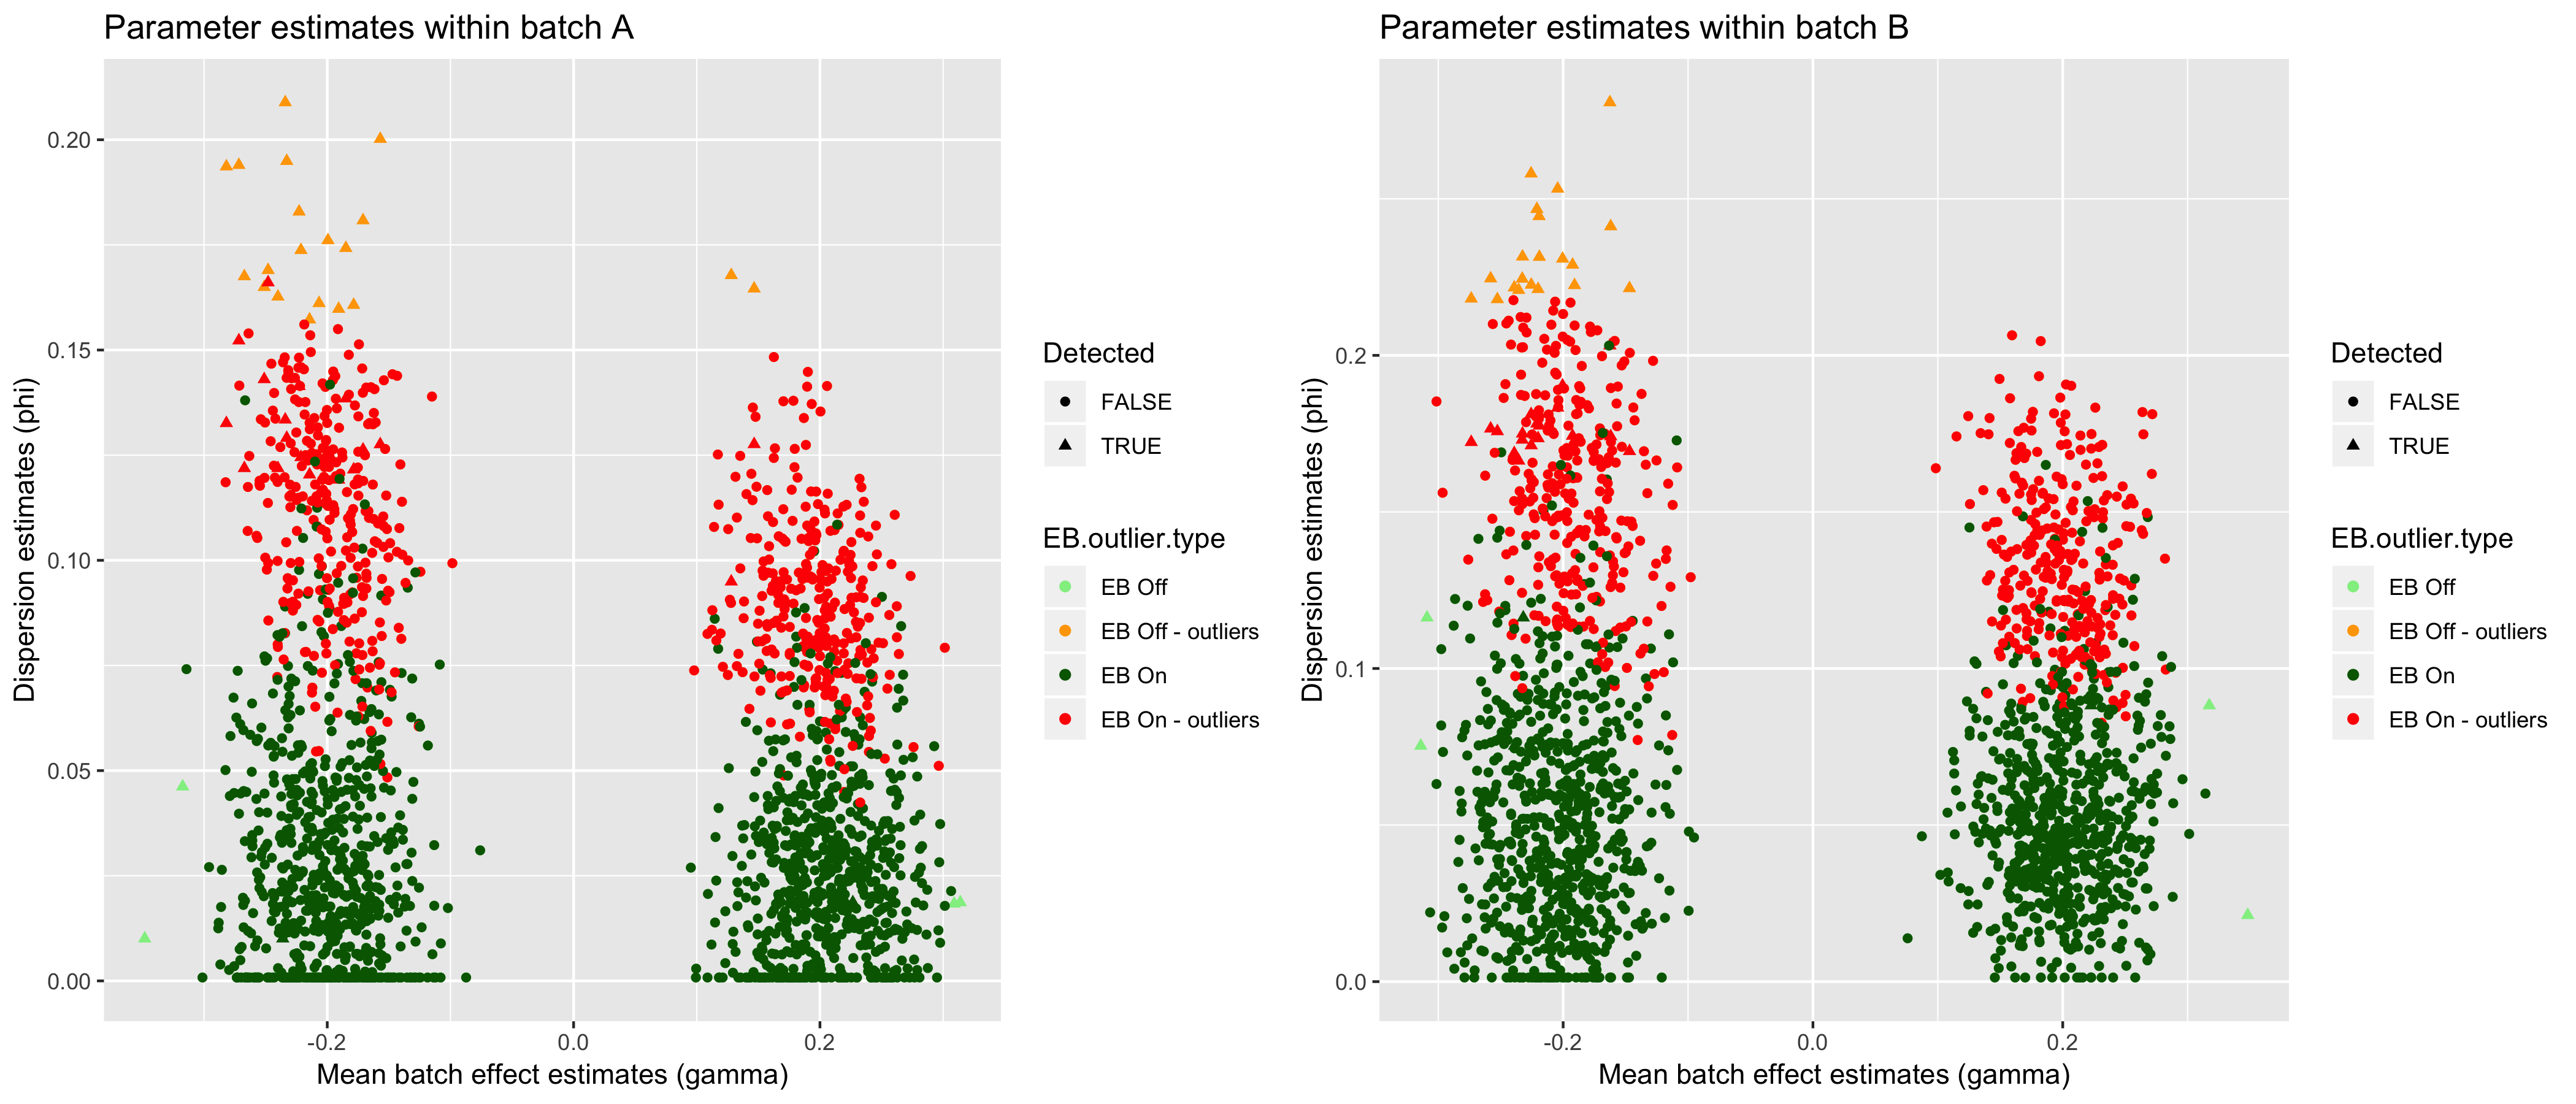 Parameter estimates within batch A
Dispersion estimates (phi)
0.20
0.15
0.10
0.05
0.00
-0.2
0.0
0.2
Mean batch effect estimates (gamma)
Detected
FALSE
TRUE
EB.outlier.type
EB Off
EB Off - outliers
EB On
EB On - outliers
Parameter estimates within batch B
Dispersion estimates (phi)
0.2
0.1
0.0
-0.2
0.0
0.2
Mean batch effect estimates (gamma)
Detected
FALSE
TRUE
EB.outlier.type
EB Off
EB Off - outliers
EB On
EB On - outliers